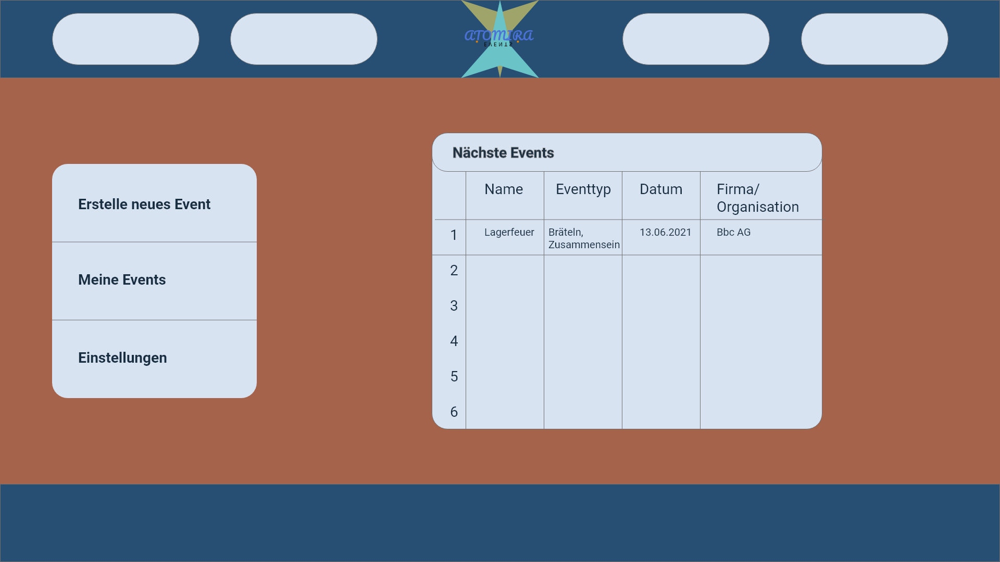 ATOMIRA
EVENTS
Erstelle neues Event
Meine Events
Einstellungen
Nächste Events
Name Eventtyp Datum Firma/
Organisation
1 Lagerfeuer Bräteln, 13.06.2021 Bbc AG
Zusammensein
2
3
4
5
6